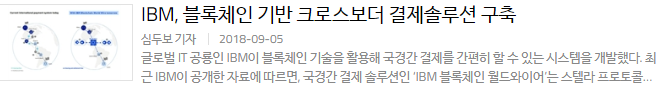 IBM, 블록체인 기반 크로스보더 결제솔루션 구축
심두보 기자 | 2018-09-05
글로벌 IT 공룡인 IBM이 블록체인 기술을 활용해 국경간 결제를 간편히 할 수 있는 시스템을 개발했다. 최
근 IBM이 공개한 자료에 따르면, 국경간 결제 솔루션인 'IBM 블록체인 월드와이어'는 스텔라 프로토콜...